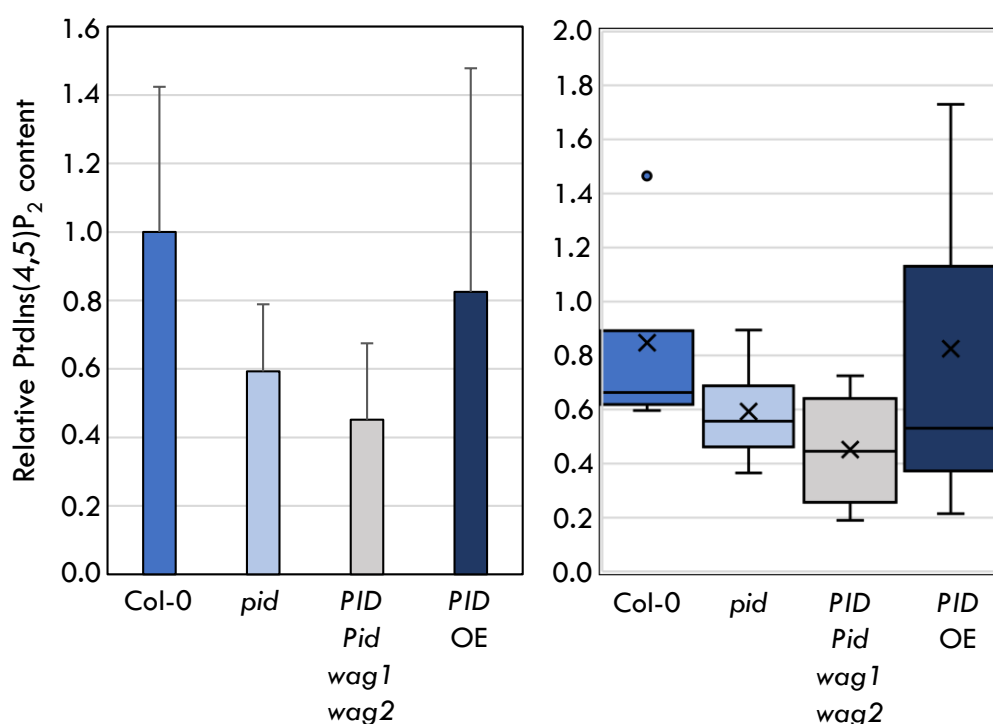 Relative PtdIns(4,5)P2 content
1.6
1.4
1.2
1.0
0.8
0.6
0.4
0.2
0.0
Col-0
pid
PID
Pid
wag1
wag2
PID
OE
2.0
1.8
1.6
1.4
1.2
1.0
0.8
0.6
0.4
0.2
0.0
Col-0
pid
PID
Pid
wag1
wag2
PID
OE